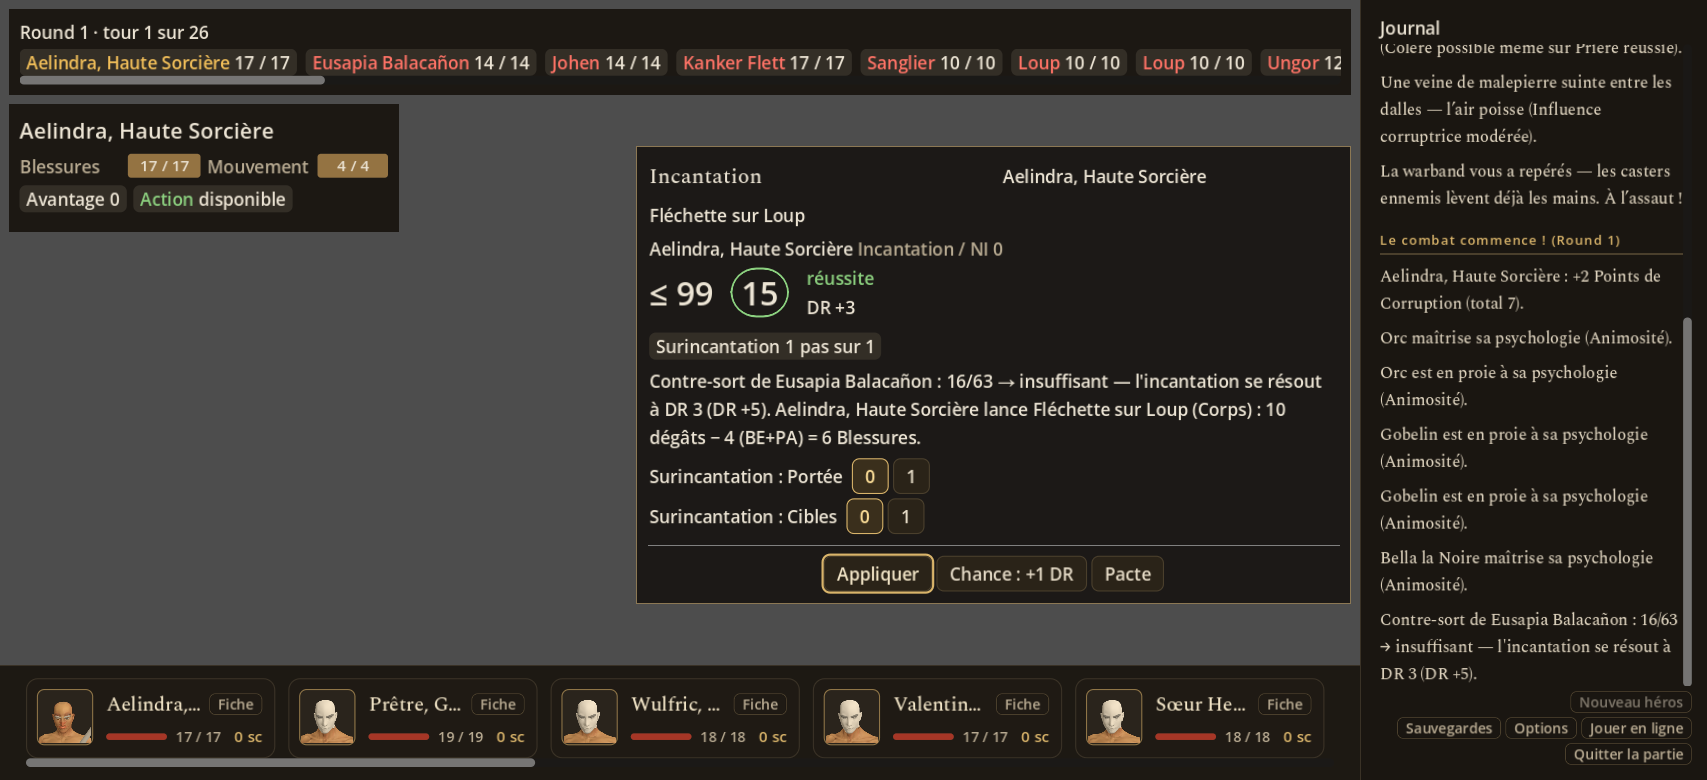 Round 1 · tour 1 sur 26
Aelindra, Haute Sorcière 17 / 17
Eusapia Balacañon 14 / 14
Johen 14 / 14
Kanker Flett 17 / 17
Sanglier 10 / 10
Loup 10 / 10
Loup 10 / 10
Ungor 12
Aelindra, Haute Sorcière
Blessures 17 / 17 Mouvement 4 / 4
Avantage 0 Action disponible
Incantation Aelindra, Haute Sorcière
Fléchette sur Loup
Aelindra, Haute Sorcière Incantation / NI 0
≤ 99 15 réussite
DR +3
Surincantation 1 pas sur 1
Contre-sort de Eusapia Balacañon : 16/63 → insuffisant — l'incantation se résout
à DR 3 (DR +5). Aelindra, Haute Sorcière lance Fléchette sur Loup (Corps) : 10
dégâts − 4 (BE+PA) = 6 Blessures.
Surincantation : Portée 0 1
Surincantation : Cibles 0 1
Appliquer Chance : +1 DR Pacte
Aelindra,... Fiche
17 / 17 0 sc
Prêtre, G... Fiche
19 / 19 0 sc
Wulfric, ... Fiche
18 / 18 0 sc
Valentin... Fiche
17 / 17 0 sc
Sœur He... Fiche
18 / 18 0 sc
Journal
(Colère possible même sur Prière réussie).
Une veine de malepierre suinte entre les
dalles — l’air poisse (Influence
corruptrice modérée).
La warband vous a repérés — les casters
ennemis lèvent déjà les mains. À l’assaut !
Le combat commence ! (Round 1)
Aelindra, Haute Sorcière : +2 Points de
Corruption (total 7).
Orc maîtrise sa psychologie (Animosité).
Orc est en proie à sa psychologie
(Animosité).
Gobelin est en proie à sa psychologie
(Animosité).
Gobelin est en proie à sa psychologie
(Animosité).
Bella la Noire maîtrise sa psychologie
(Animosité).
Contre-sort de Eusapia Balacañon : 16/63
→ insuffisant — l'incantation se résout à
DR 3 (DR +5).
Nouveau héros
Sauvegardes Options Jouer en ligne
Quitter la partie